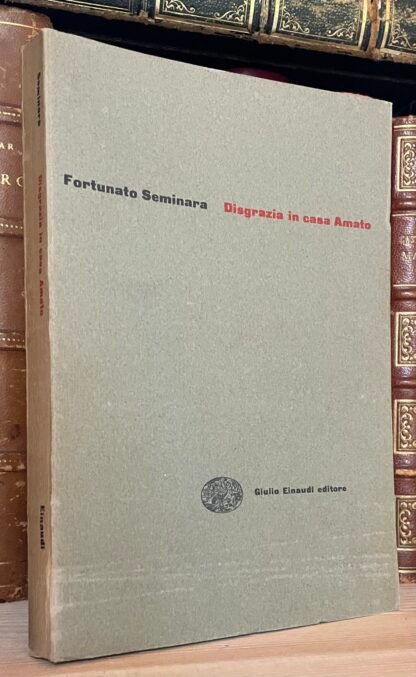 Seminara Disgrazia in casa Amato Einaudi
Fortunato Seminara Disgrazia in casa Amato
Giulio Einaudi editore